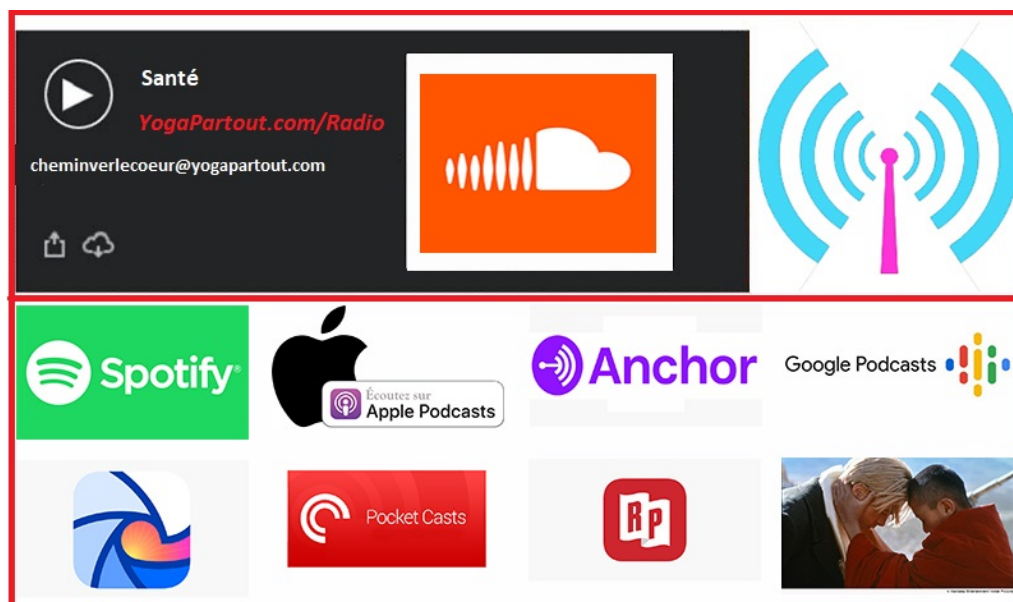 Santé
YogaPartout.com/Radio
cheminverlecoeur@yogapartout.com
Spotify®
Écoutez sur
Apple Podcasts
Anchor
Google Podcasts
Pocket Casts
RP